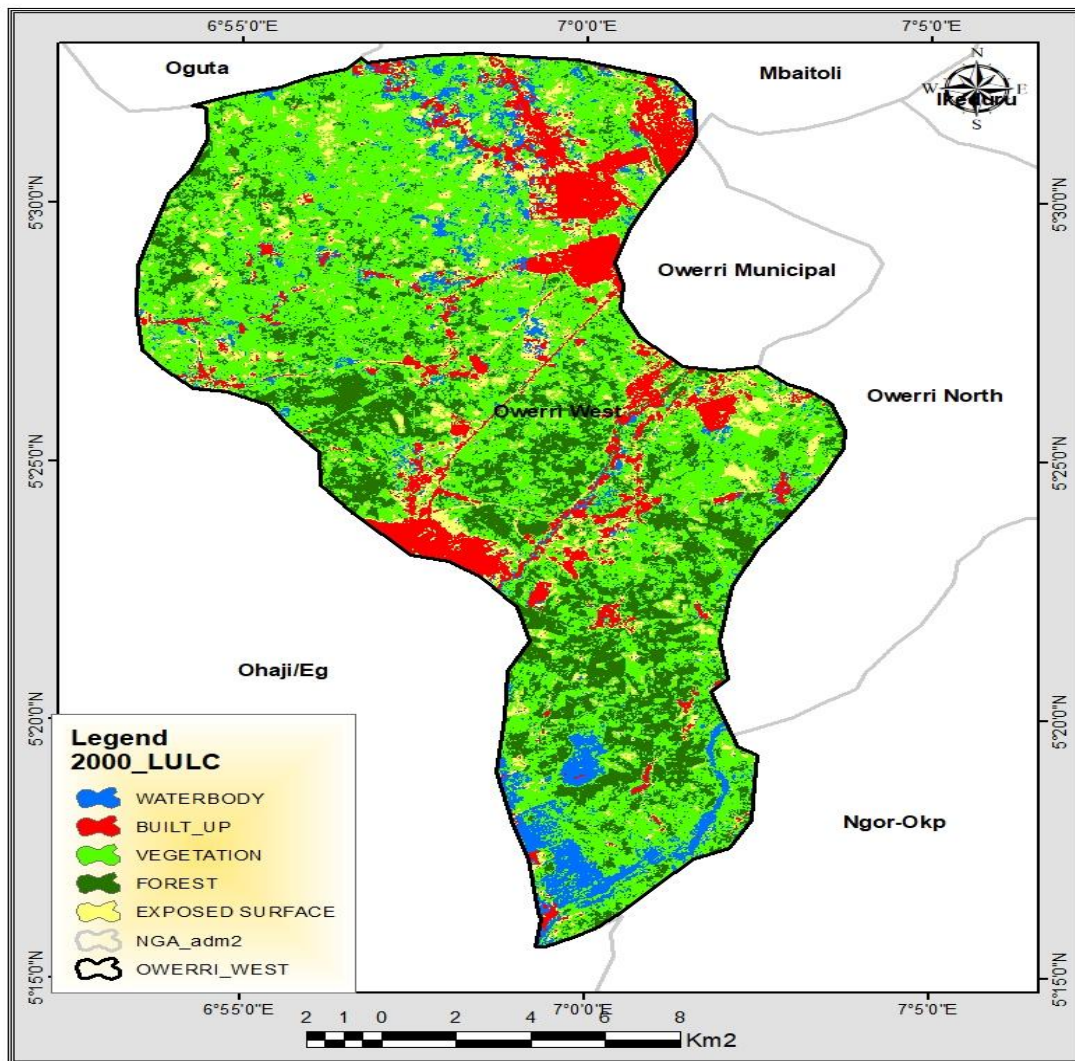 6°55'0"E 7°0'0"E 7°5'0"E
Oguta
Mbaitoli
N
W E
S
Ikeduru
5°30'0"N 5°30'0"N
Owerri Municipal
Owerri North
Owerri West
5°25'0"N 5°25'0"N
Ohaji/Eg
5°20'0"N 5°20'0"N
Legend
2000_LULC
WATERBODY
BUILT_UP
VEGETATION
FOREST
EXPOSED SURFACE
NGA_adm2
OWERRI_WEST
Ngor-Okp
5°15'0"N 5°15'0"N
6°55'0"E 7°0'0"E 7°5'0"E
2 1 0 2 4 6 8
Km2